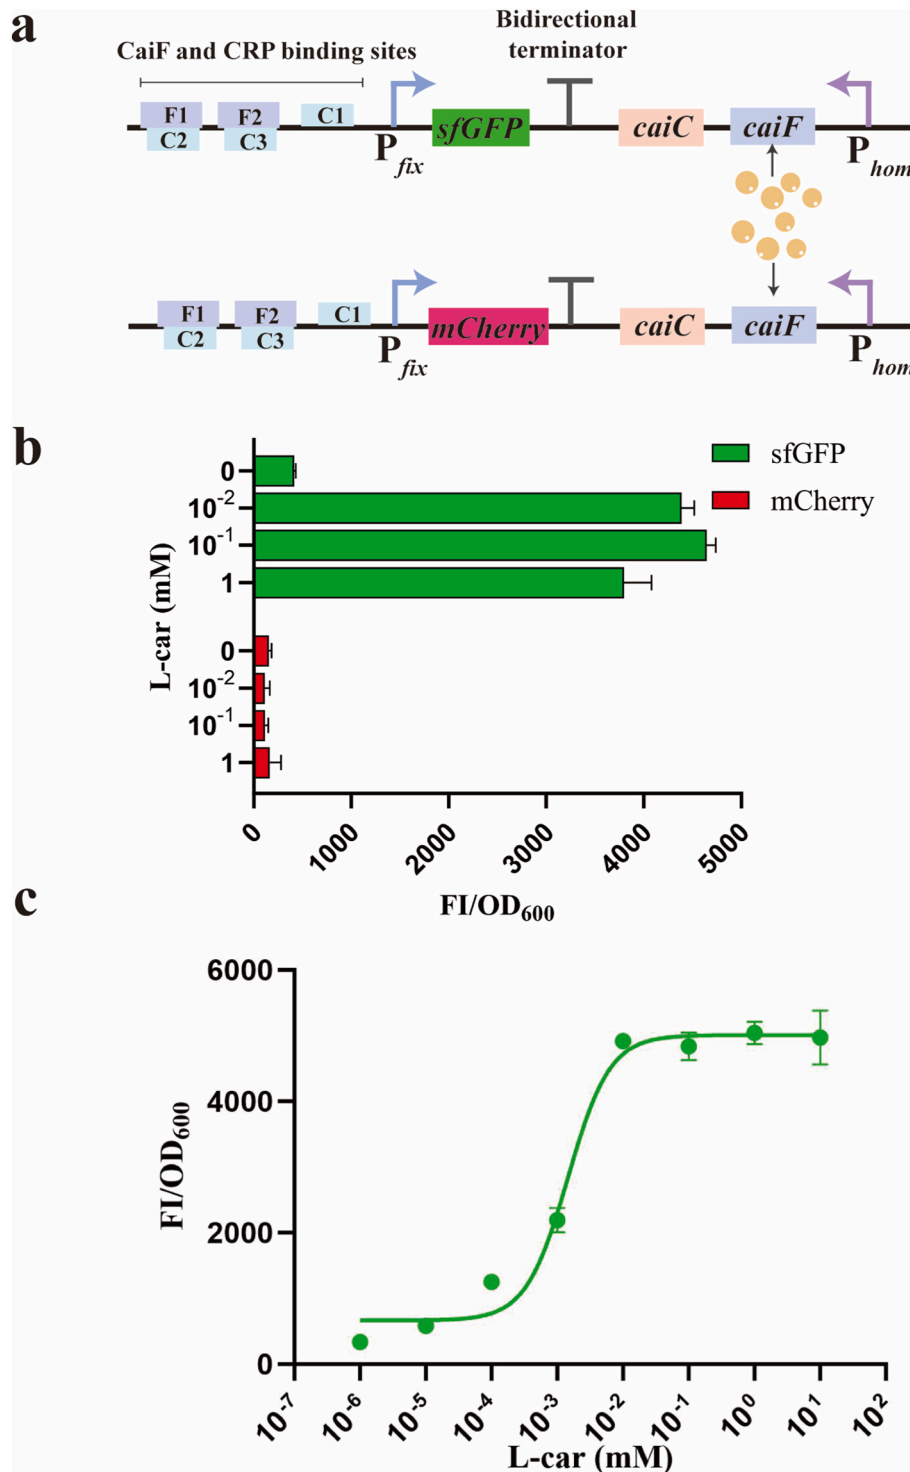 a
Bidirectional
terminator
CaiF and CRP binding sites
F1 F2 C1
C2 C3
sfGFP caiC caiF
P fix P hom
F1 F2 C1
C2 C3
mCherry caiC caiF
P fix P hom
b
sfGFP
mCherry
L-car (mM)
0
10-2
10-1
1
0
10-2
10-1
1
0 1000 2000 3000 4000 5000
FI/OD600
c
FI/OD600
6000
4000
2000
0
10-7 10-6 10-5 10-4 10-3 10-2 10-1 100 101 102
L-car (mM)